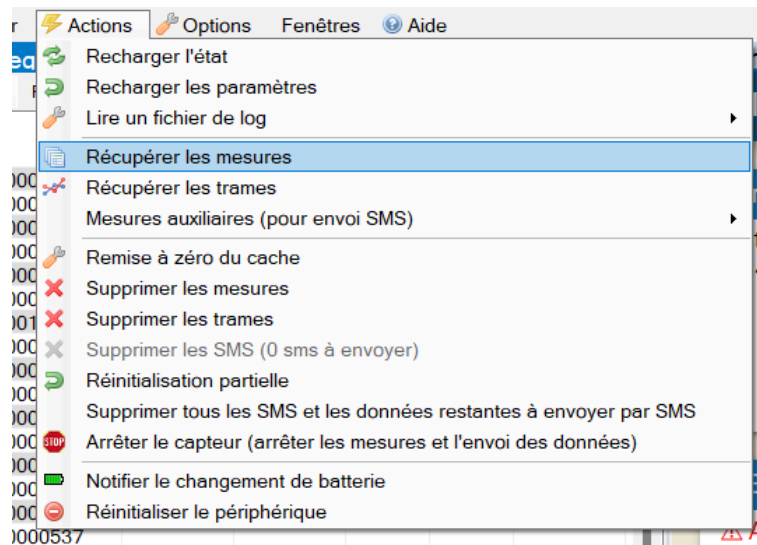 Actions Options Fenêtres Aide
Recharger l'état
Recharger les paramètres
Lire un fichier de log
Récupérer les mesures
Récupérer les trames
Mesures auxiliaires (pour envoi SMS)
Remise à zéro du cache
Supprimer les mesures
Supprimer les trames
Supprimer les SMS (0 sms à envoyer)
Réinitialisation partielle
Supprimer tous les SMS et les données restantes à envoyer par SMS
STOP Arrêter le capteur (arrêter les mesures et l'envoi des données)
Notifier le changement de batterie
Réinitialiser le périphérique
0000537